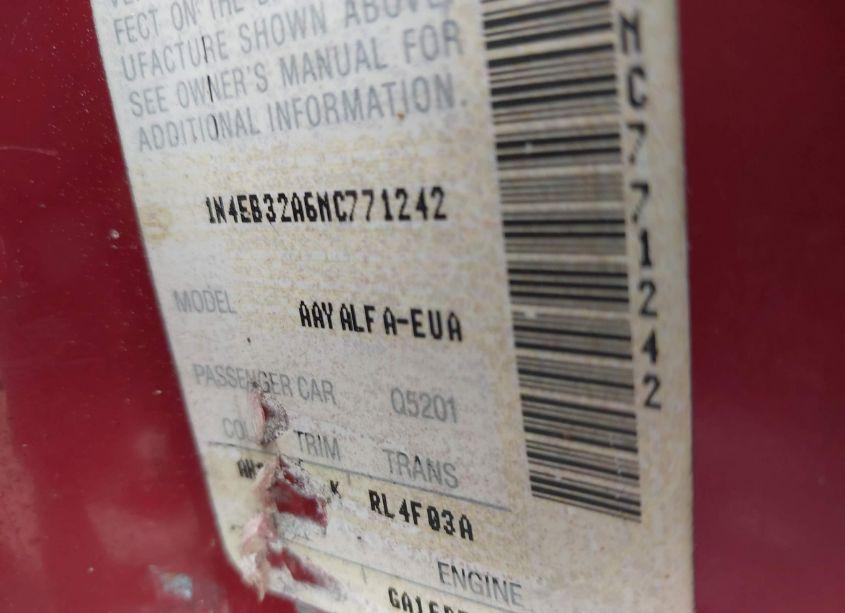 FECT ON THE
UFACTURE SHOWN ABOVE.
SEE OWNER'S MANUAL FOR
ADDITIONAL INFORMATION.
1N4EB32A6NC771242
MODEL AAYALFA-EUA
PASSENGER CAR Q5201
TRIM TRANS
K RL4F03A
ENGINE
NC771242